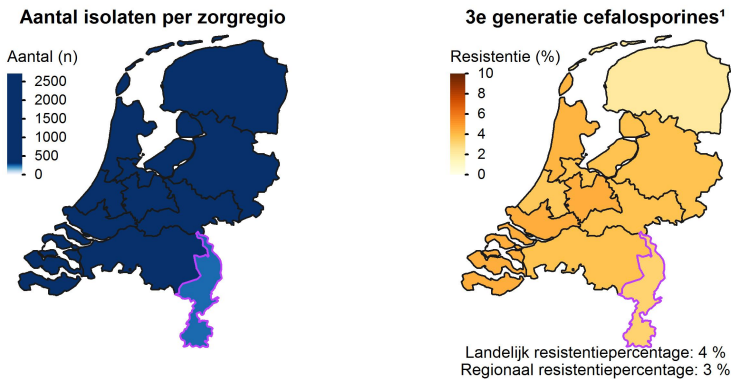 Aantal isolaten per zorgregio
Aantal (n)
2500
2000
1500
1000
500
0
3e generatie cefalosporines¹
Resistentie (%)
10
8
6
4
2
0
Landelijk resistentiepercentage: 4 %
Regionaal resistentiepercentage: 3 %